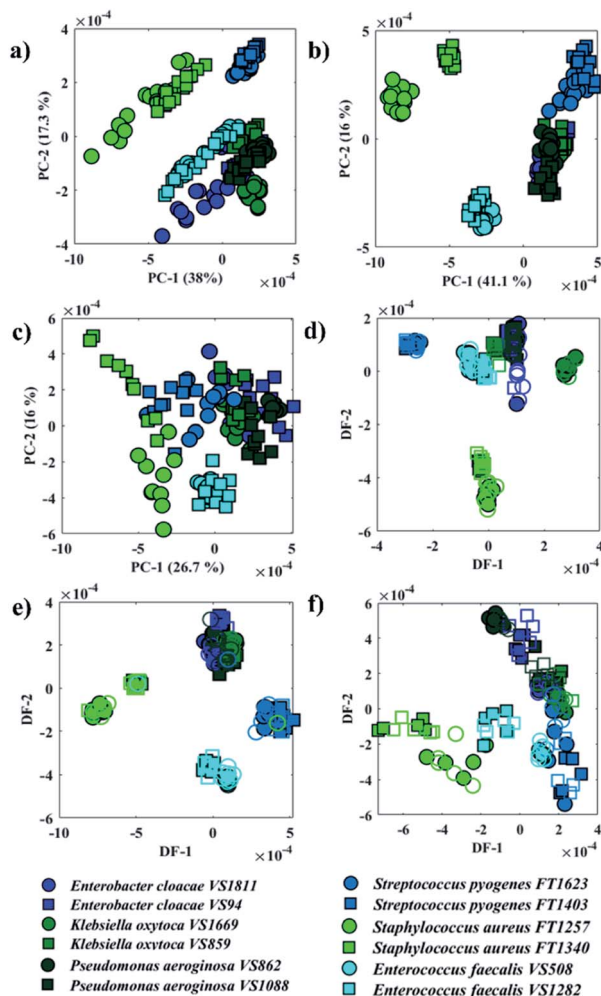 ×10⁻⁴
a)
4
2
0
-2
-4
PC-2 (17.3 %)
-10
-5
0
5
PC-1 (38%)
×10⁻⁴
×10⁻⁴
b)
5
0
-5
PC-2 (16 %)
-10
-5
0
5
PC-1 (41.1 %)
×10⁻⁴
×10⁻⁴
c)
6
4
2
0
-2
-4
-6
PC-2 (16 %)
-10
-5
0
5
PC-1 (26.7 %)
×10⁻⁴
×10⁻⁴
d)
2
0
-2
-4
-6
DF-2
-4
-2
0
2
4
DF-1
×10⁻⁴
×10⁻⁴
e)
4
2
0
-2
-4
-6
DF-2
-10
-5
0
5
DF-1
×10⁻⁴
×10⁻⁴
f)
6
4
2
0
-2
-4
-6
DF-2
-6
-4
-2
0
2
4
6
DF-1
×10⁻⁴
Enterobacter cloacae VS1811
Enterobacter cloacae VS94
Klebsiella oxytoca VS1669
Klebsiella oxytoca VS859
Pseudomonas aeroginosa VS862
Pseudomonas aeroginosa VS1088
Streptococcus pyogenes FT1623
Streptococcus pyogenes FT1403
Staphylococcus aureus FT1257
Staphylococcus aureus FT1340
Enterococcus faecalis VS508
Enterococcus faecalis VS1282